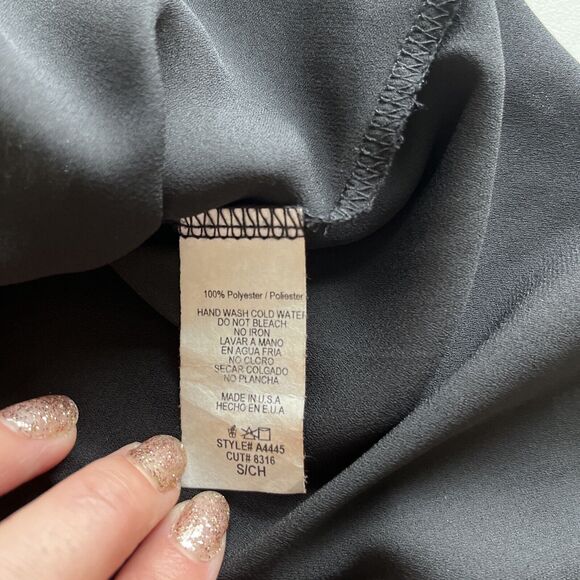 100% Polyester / Poliester
HAND WASH COLD WATER
DO NOT BLEACH
NO IRON
LAVAR A MANO
EN AGUA FRIA
NO CLORO
SECAR COLGADO
NO PLANCHA
MADE IN U.S.A
HECHO EN E.U.A
STYLE# A4445
CUT# 8316
S/CH